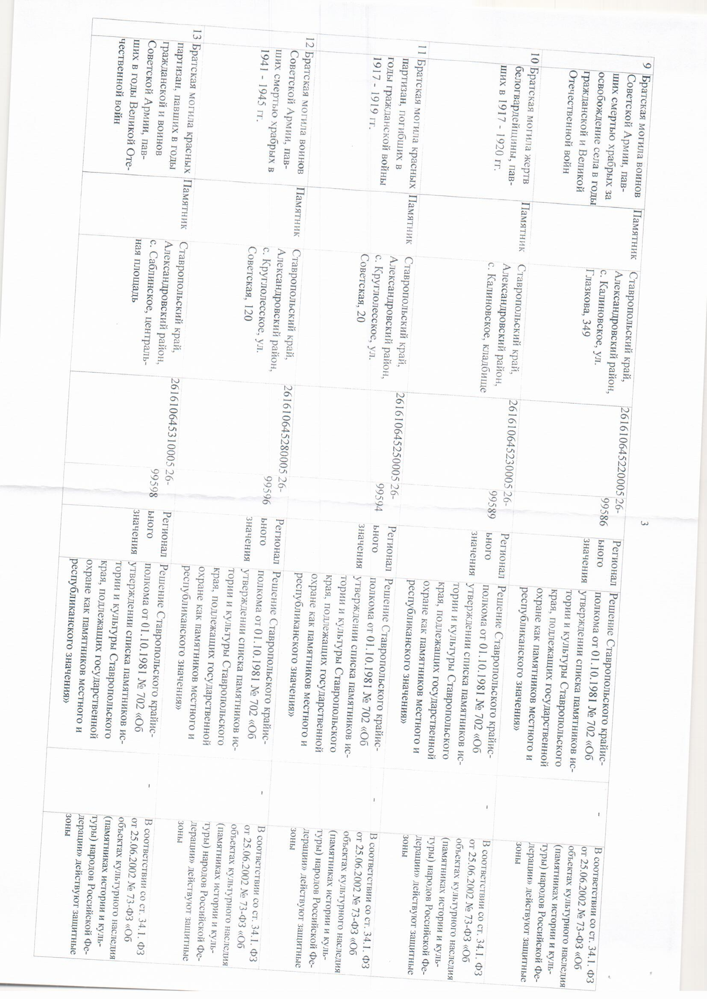 3
9
Братская могила воинов
Советской Армии, пав-
ших смертью храбрых за
освобождение села в годы
гражданской и Великой
Отечественной войн
Памятник
Ставропольский край,
Александровский район,
с. Калиновское, ул.
Глазкова, 349
261610645220005
26-
99586
Регионал
ьного
значения
Решение Ставропольского крайис-
полкома от 01.10.1981 № 702 «Об
утверждении списка памятников ис-
тории и культуры Ставропольского
края, подлежащих государственной
охране как памятников местного и
республиканского значения»
-
В соответствии со ст. 34.1. ФЗ
от 25.06.2002 № 73-ФЗ «Об
объектах культурного наследия
(памятниках истории и куль-
туры) народов Российской Фе-
дерации» действуют защитные
зоны
10
Братская могила жертв
белогвардейщины, пав-
ших в 1917 - 1920 гг.
Памятник
Ставропольский край,
Александровский район,
с. Калиновское, кладбище
261610645230005
26-
99589
Регионал
ьного
значения
Решение Ставропольского крайис-
полкома от 01.10.1981 № 702 «Об
утверждении списка памятников ис-
тории и культуры Ставропольского
края, подлежащих государственной
охране как памятников местного и
республиканского значения»
-
В соответствии со ст. 34.1. ФЗ
от 25.06.2002 № 73-ФЗ «Об
объектах культурного наследия
(памятниках истории и куль-
туры) народов Российской Фе-
дерации» действуют защитные
зоны
11
Братская могила красных
партизан, погибших в
годы гражданской войны
1917 - 1919 гг.
Памятник
Ставропольский край,
Александровский район,
с. Круглолесское, ул.
Советская, 20
261610645250005
26-
99594
Регионал
ьного
значения
Решение Ставропольского крайис-
полкома от 01.10.1981 № 702 «Об
утверждении списка памятников ис-
тории и культуры Ставропольского
края, подлежащих государственной
охране как памятников местного и
республиканского значения»
-
В соответствии со ст. 34.1. ФЗ
от 25.06.2002 № 73-ФЗ «Об
объектах культурного наследия
(памятниках истории и куль-
туры) народов Российской Фе-
дерации» действуют защитные
зоны
12
Братская могила воинов
Советской Армии, пав-
ших смертью храбрых в
1941 - 1945 гг.
Памятник
Ставропольский край,
Александровский район,
с. Круглолесское, ул.
Советская, 120
261610645280005
26-
99596
Регионал
ьного
значения
Решение Ставропольского крайис-
полкома от 01.10.1981 № 702 «Об
утверждении списка памятников ис-
тории и культуры Ставропольского
края, подлежащих государственной
охране как памятников местного и
республиканского значения»
-
В соответствии со ст. 34.1. ФЗ
от 25.06.2002 № 73-ФЗ «Об
объектах культурного наследия
(памятниках истории и куль-
туры) народов Российской Фе-
дерации» действуют защитные
зоны
13
Братская могила красных
партизан, павших в годы
гражданской и воинов
Советской Армии, пав-
ших в годы Великой Оте-
чественной войн
Памятник
Ставропольский край,
Александровский район,
с. Саблинское, централь-
ная площадь
261610645310005
26-
99598
Регионал
ьного
значения
Решение Ставропольского крайис-
полкома от 01.10.1981 № 702 «Об
утверждении списка памятников ис-
тории и культуры Ставропольского
края, подлежащих государственной
охране как памятников местного и
республиканского значения»
-
В соответствии со ст. 34.1. ФЗ
от 25.06.2002 № 73-ФЗ «Об
объектах культурного наследия
(памятниках истории и куль-
туры) народов Российской Фе-
дерации» действуют защитные
зоны